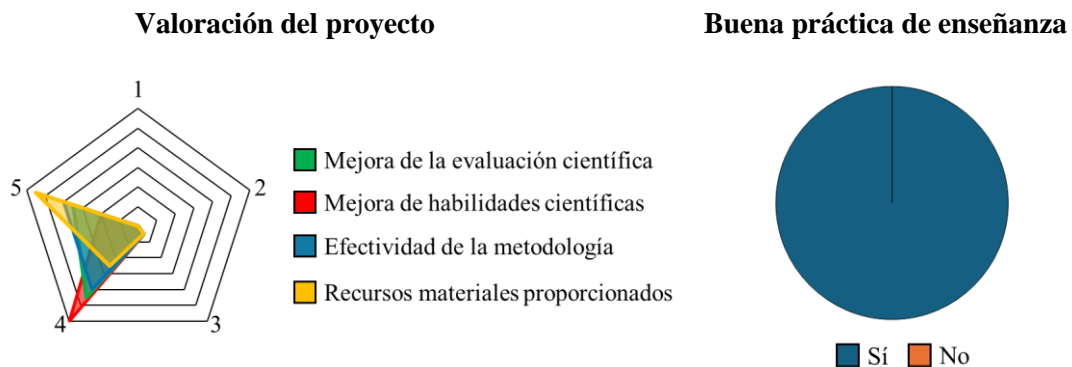 Valoración del proyecto
Buena práctica de enseñanza
1
2
3
4
5
Mejora de la evaluación científica
Mejora de habilidades científicas
Efectividad de la metodología
Recursos materiales proporcionados
Sí
No